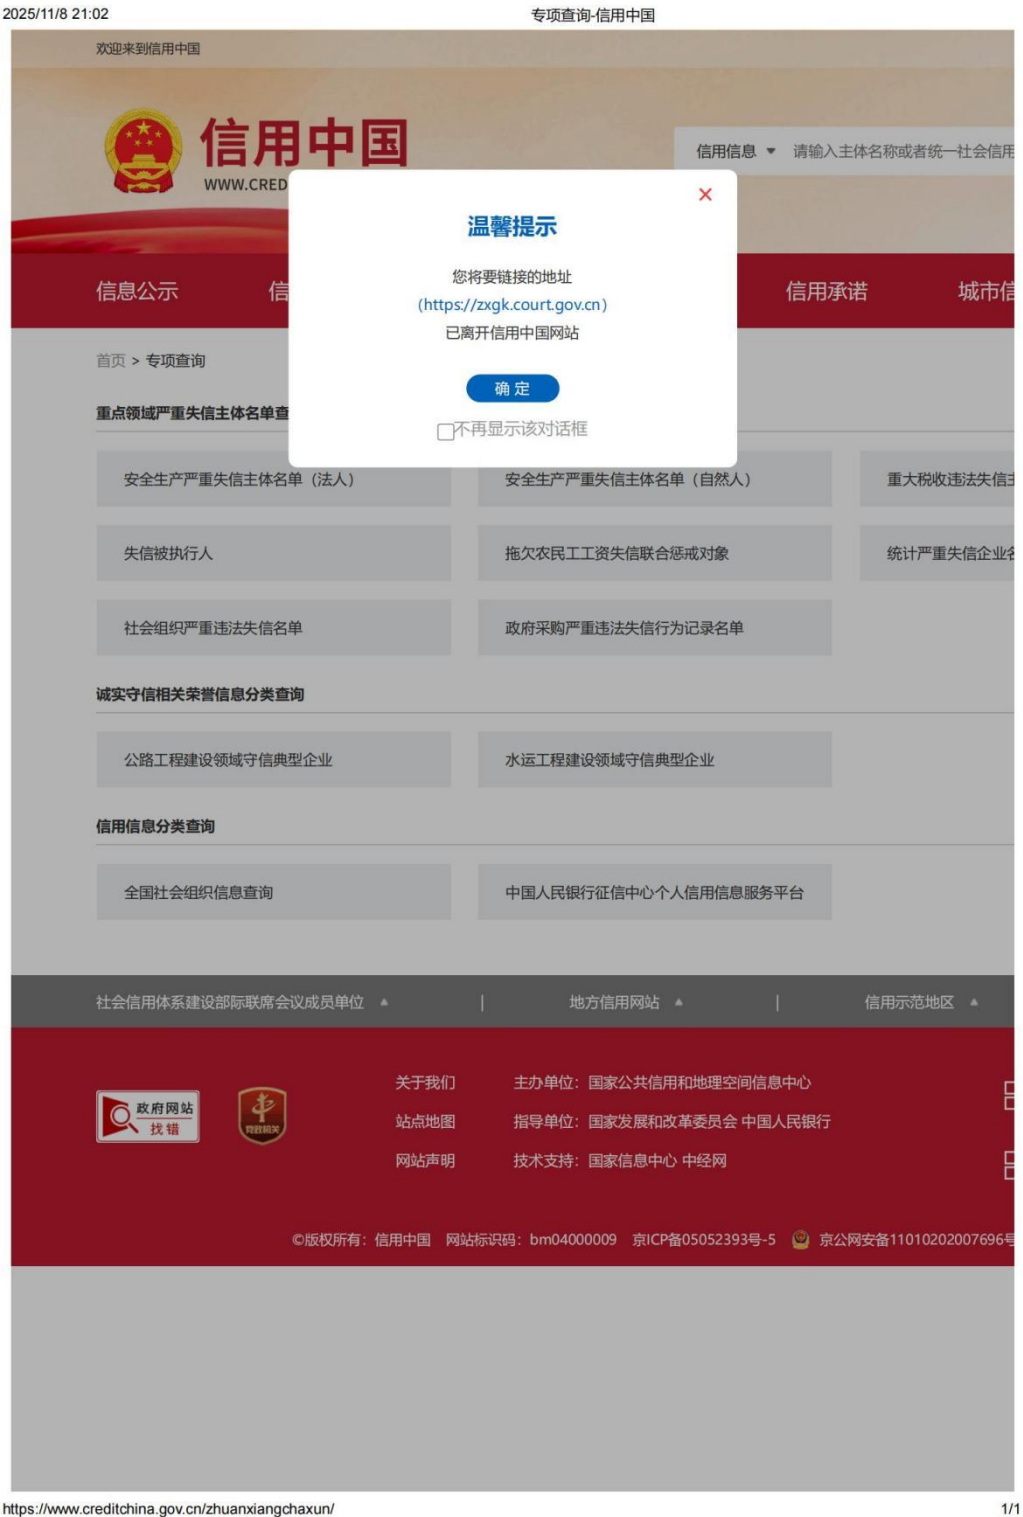 2025/11/8 21:02
专项查询-信用中国
欢迎来到信用中国
信用中国
WWW.CRED
信用信息 ▼ 请输入主体名称或者统一社会信用
×
温馨提示
您将要链接的地址
(https://zxgk.court.gov.cn)
已离开信用中国网站
确 定
不再显示该对话框
信息公示 信 信用承诺 城市信
首页 > 专项查询
重点领域严重失信主体名单查
安全生产严重失信主体名单（法人） 安全生产严重失信主体名单（自然人） 重大税收违法失信主
失信被执行人 拖欠农民工工资失信联合惩戒对象 统计严重失信企业名
社会组织严重违法失信名单 政府采购严重违法失信行为记录名单
诚实守信相关荣誉信息分类查询
公路工程建设领域守信典型企业 水运工程建设领域守信典型企业
信用信息分类查询
全国社会组织信息查询 中国人民银行征信中心个人信用信息服务平台
社会信用体系建设部际联席会议成员单位 ▲ | 地方信用网站 ▲ | 信用示范地区 ▲
政府网站
找错
党政机关
关于我们 主办单位：国家公共信用和地理空间信息中心
站点地图 指导单位：国家发展和改革委员会 中国人民银行
网站声明 技术支持：国家信息中心 中经网
©版权所有：信用中国 网站标识码：bm04000009 京ICP备05052393号-5 京公网安备11010202007696号
https://www.creditchina.gov.cn/zhuanxiangchaxun/
1/1